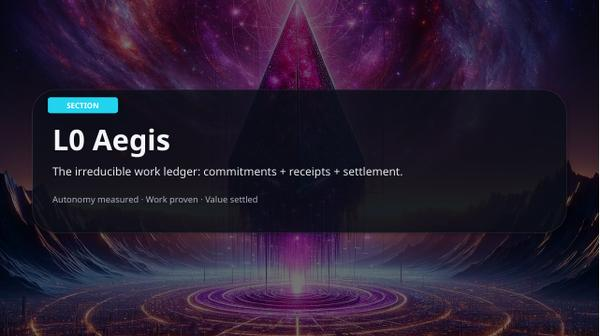 SECTION
L0 Aegis
The irreducible work ledger: commitments + receipts + settlement.
Autonomy measured · Work proven · Value settled